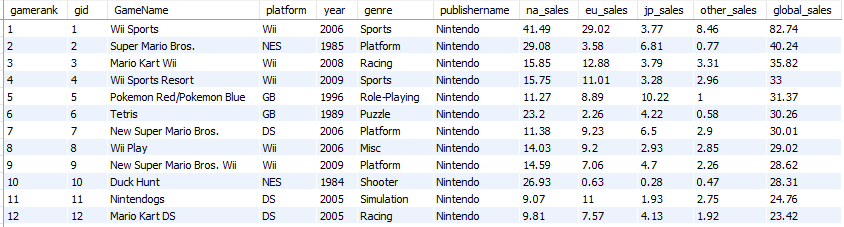 gamerank gid GameName platform year genre publishername na_sales eu_sales jp_sales other_sales global_sales
1 1 Wii Sports Wii 2006 Sports Nintendo 41.49 29.02 3.77 8.46 82.74
2 2 Super Mario Bros. NES 1985 Platform Nintendo 29.08 3.58 6.81 0.77 40.24
3 3 Mario Kart Wii Wii 2008 Racing Nintendo 15.85 12.88 3.79 3.31 35.82
4 4 Wii Sports Resort Wii 2009 Sports Nintendo 15.75 11.01 3.28 2.96 33
5 5 Pokemon Red/Pokemon Blue GB 1996 Role-Playing Nintendo 11.27 8.89 10.22 1 31.37
6 6 Tetris GB 1989 Puzzle Nintendo 23.2 2.26 4.22 0.58 30.26
7 7 New Super Mario Bros. DS 2006 Platform Nintendo 11.38 9.23 6.5 2.9 30.01
8 8 Wii Play Wii 2006 Misc Nintendo 14.03 9.2 2.93 2.85 29.02
9 9 New Super Mario Bros. Wii Wii 2009 Platform Nintendo 14.59 7.06 4.7 2.26 28.62
10 10 Duck Hunt NES 1984 Shooter Nintendo 26.93 0.63 0.28 0.47 28.31
11 11 Nintendogs DS 2005 Simulation Nintendo 9.07 11 1.93 2.75 24.76
12 12 Mario Kart DS DS 2005 Racing Nintendo 9.81 7.57 4.13 1.92 23.42